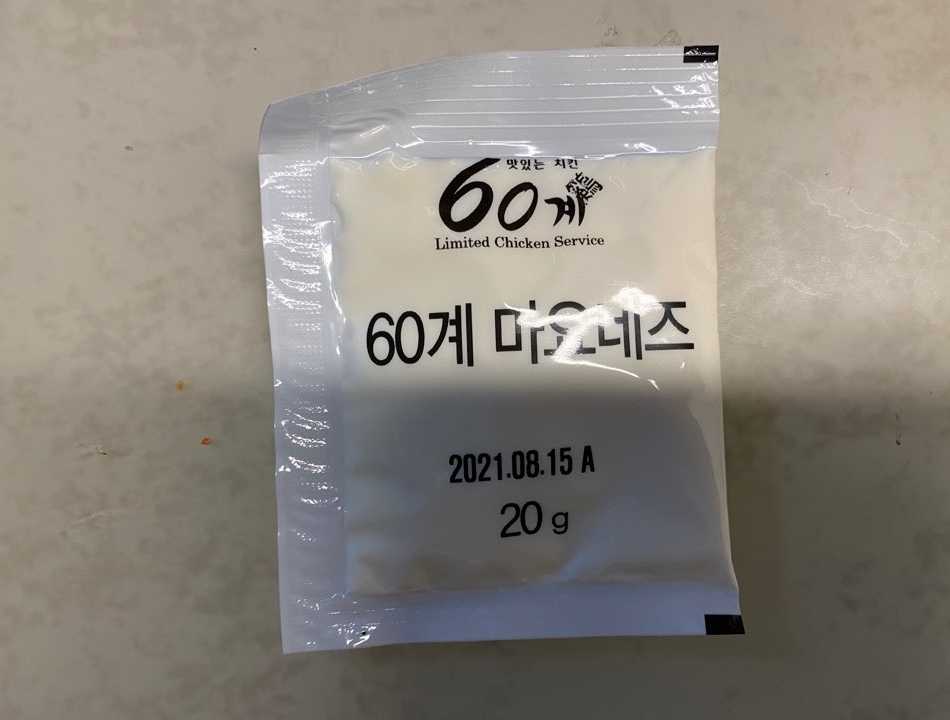 맛있는 치킨
60계
Limited Chicken Service
60계 마요네즈
2021.08.15 A
20 g